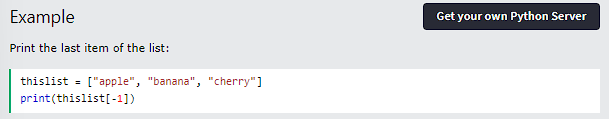 Example
Get your own Python Server
Print the last item of the list:
thislist = ["apple", "banana", "cherry"]
print(thislist[-1])